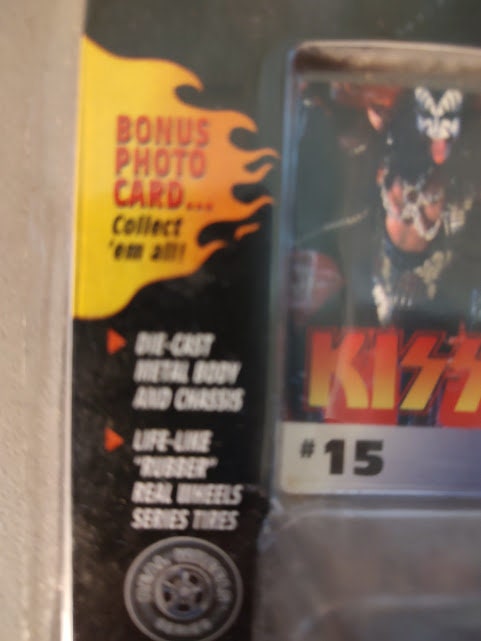 BONUS
PHOTO
CARD...
Collect
'em all!
DIE-CAST
METAL BODY
AND CHASSIS
LIFE-LIKE
"RUBBER"
REAL WHEELS
SERIES TIRES
KISS
#15